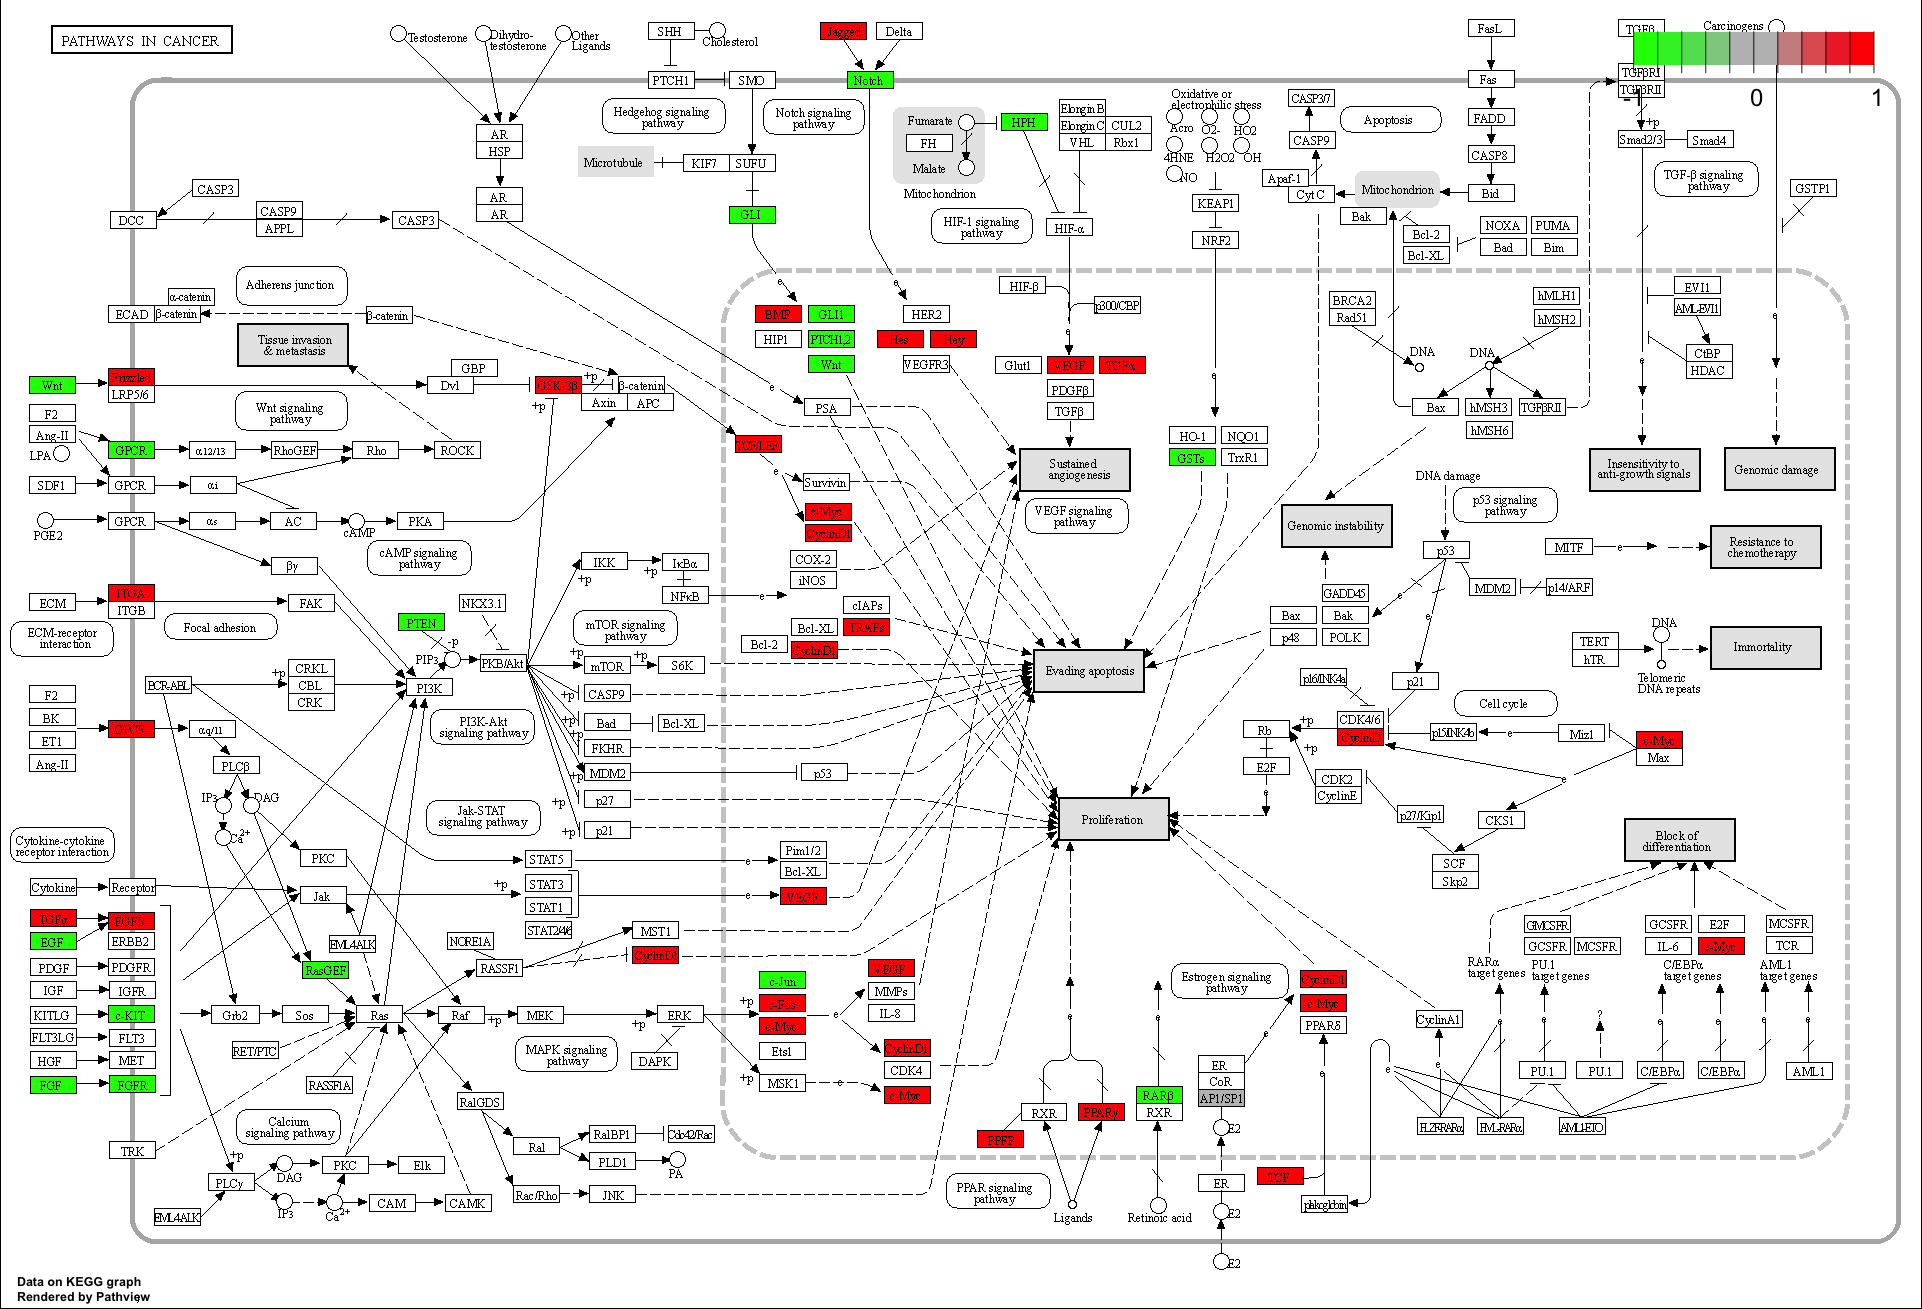 PATHWAYS IN CANCER
Testosterone
Dihydro-
testosterone
Other
Ligands
SHH
Cholesterol
PTCH1
SMO
Hedgehog signaling
pathway
Microtubule
KIF7
SUFU
GLI
Jagged
Delta
Notch
Notch signaling
pathway
Fumarate
FH
Malate
Mitochondrion
HPH
Elongin B
Elongin C
CUL2
VHL
Rbx1
HIF-1 signaling
pathway
HIF-α
Oxidative or
electrophilic stress
Acro
O2-
HO2
4HNE
H2O2
OH
NO
KEAP1
NRF2
CASP3/7
CASP9
Apaf-1
CytC
Apoptosis
Mitochondrion
FasL
Fas
FADD
CASP8
Bid
Bak
Bcl-2
Bcl-XL
NOXA
PUMA
Bad
Bim
TGFβ
TGFβRI
TGFβRII
+p
Smad2/3
Smad4
TGF-β signaling
pathway
Carcinogens
GSTP1
-1
0
1
AR
HSP
AR
AR
CASP3
DCC
CASP9
APPL
CASP3
Adherens junction
α-catenin
ECAD
β-catenin
β-catenin
Tissue invasion
& metastasis
Wnt
Frizzled
LRP5/6
Dvl
GBP
GSK-3β
+p
+p
β-catenin
Axin
APC
Wnt signaling
pathway
F2
Ang-II
LPA
GPCR
α12/13
RhoGEF
Rho
ROCK
SDF1
GPCR
αi
PGE2
GPCR
αs
AC
cAMP
PKA
cAMP signaling
pathway
βγ
e
BMP
GLI1
HIP1
PTCH1,2
Wnt
e
HER2
Hes
Hey
VEGFR3
HIF-β
p300/CBP
e
Glut1
VEGF
TGFα
PDGFβ
TGFβ
Sustained
angiogenesis
VEGF signaling
pathway
e
PSA
TCF/LEF
e
Survivin
c-Myc
CyclinD1
e
HO-1
NQO1
GSTs
TrxR1
BRCA2
Rad51
DNA
hMLH1
hMSH2
DNA
Bax
hMSH3
TGFβRII
hMSH6
EVI1
AML-EVI1
CtBP
HDAC
e
e
Insensitivity to
anti-growth signals
Genomic damage
DNA damage
p53 signaling
pathway
Genomic instability
p53
MDM2
p14/ARF
MITF
e
Resistance to
chemotherapy
ECM
ITGA
ITGB
FAK
ECM-receptor
interaction
Focal adhesion
PTEN
-p
PIP3
NKX3.1
PKB/Akt
PI3K
IKK
+p
+p
IκBα
NFκB
e
COX-2
iNOS
mTOR signaling
pathway
+p
+p
mTOR
S6K
cIAPs
Bcl-XL
TRAFs
Bcl-2
CyclinD1
Evading apoptosis
GADD45
Bax
Bak
p48
POLK
e
e
p21
TERT
hTR
DNA
Telomeric
DNA repeats
Immortality
BCR-ABL
+p
CRKL
CBL
CRK
PI3K-Akt
signaling pathway
+p
CASP9
+p
Bad
Bcl-XL
+p
FKHR
+p
MDM2
p53
+p
p27
+p
p21
F2
BK
ET1
Ang-II
GPCR
αq/11
PLCβ
IP3
DAG
Ca2+
PKC
Jak-STAT
signaling pathway
p16/INK4a
CDK4/6
CyclinD
Rb
+p
+p
E2F
e
CDK2
CyclinE
Cell cycle
p15/INK4b
e
Miz1
c-Myc
Max
e
p27/Kip1
CKS1
SCF
Skp2
Proliferation
Block of
differentiation
Cytokine-cytokine
receptor interaction
Cytokine
Receptor
Jak
+p
STAT5
STAT3
STAT1
STAT2/4/6
e
Pim1/2
Bcl-XL
e
VEGF
TGFα
EGFR
EGF
ERBB2
PDGF
PDGFR
IGF
IGFR
KITLG
c-KIT
FLT3LG
FLT3
HGF
MET
FGF
FGFR
TRK
EML4ALK
RasGEF
NORE1A
RASSF1
MST1
CyclinD1
Grb2
Sos
Ras
Raf
+p
MEK
+p
ERK
DAPK
MAPK signaling
pathway
RET/PTC
RASSF1A
+p
c-Jun
c-Fos
c-Myc
Ets1
+p
MSK1
e
e
VEGF
MMPs
IL-8
CyclinD1
CDK4
c-Myc
RalGDS
Ral
RalBP1
Cdc42/Rac
PLD1
PA
Rac/Rho
JNK
Calcium
signaling pathway
+p
PLCγ
DAG
IP3
Ca2+
PKC
Elk
CAM
CAMK
EML4ALK
e
e
RXR
PPARγ
PPFP
PPAR signaling
pathway
Ligands
e
RARβ
RXR
Retinoic acid
Estrogen signaling
pathway
ER
CoR
AP1/SP1
E2
ER
E2
E2
e
CyclinD1
c-Myc
PPARδ
e
TCF
plakoglobin
e
CyclinA1
e
RARα
target genes
e
GMCSFR
GCSFR
MCSFR
PU.1
target genes
e
PU.1
?
PU.1
GCSFR
E2F
IL-6
c-Myc
C/EBPα
target genes
e
e
C/EBPα
C/EBPα
MCSFR
TCR
AML1
target genes
e
e
AML1
PML-RARα
AML1-ETO
Data on KEGG graph
Rendered by Pathview